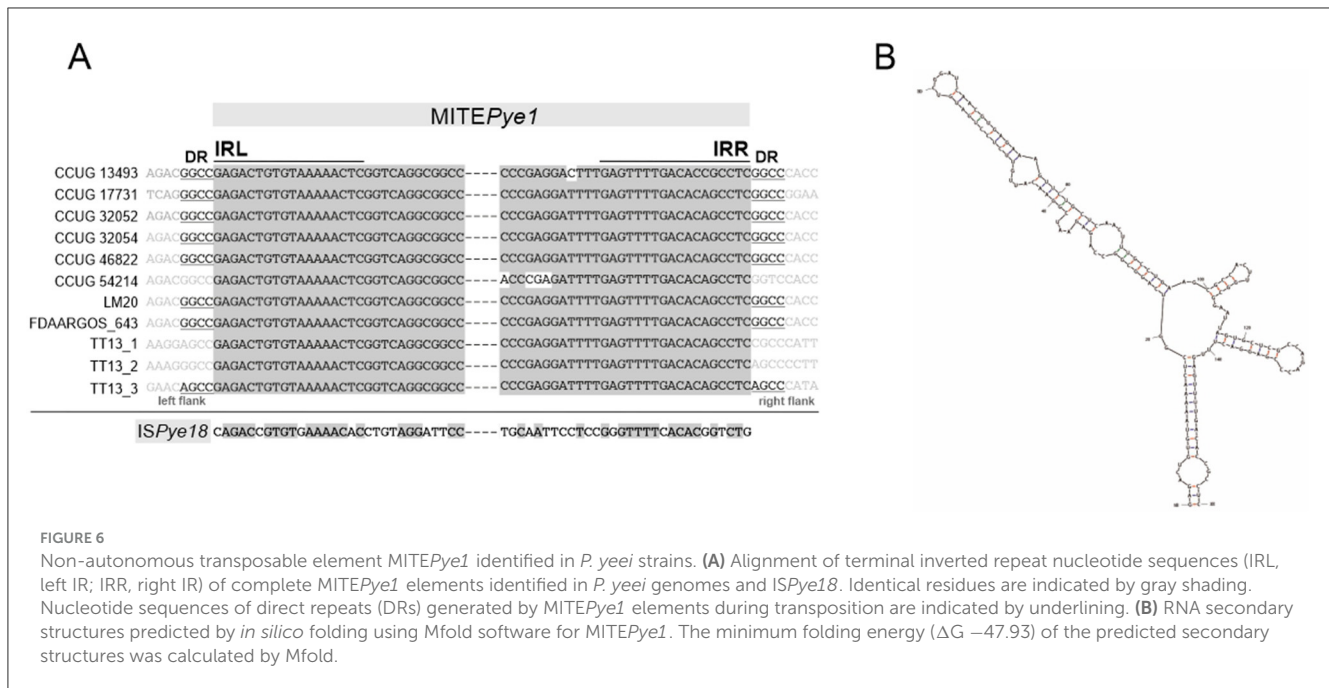 A
B
MITEPye1
DR IRL IRR DR
CCUG 13493 AGACGGCCGAGACTGTGTAAAAACTCGGTCAGGCGGCC----CCCGAGGACTTTGAGTTTTGACACCGCCTCGGCCCACC
CCUG 17731 TCAGGGCCGAGACTGTGTAAAAACTCGGTCAGGCGGCC----CCCGAGGATTTTGAGTTTTGACACAGCCTCGGCCGGAA
CCUG 32052 AGACGGCCGAGACTGTGTAAAAACTCGGTCAGGCGGCC----CCCGAGGATTTTGAGTTTTGACACAGCCTCGGCCCACC
CCUG 32054 AGACGGCCGAGACTGTGTAAAAACTCGGTCAGGCGGCC----CCCGAGGATTTTGAGTTTTGACACAGCCTCGGCCCACC
CCUG 46822 AGACGGCCGAGACTGTGTAAAAACTCGGTCAGGCGGCC----CCCGAGGATTTTGAGTTTTGACACAGCCTCGGCCCACC
CCUG 54214 AGACGGCCGAGACTGTGTAAAAACTCGGTCAGGCGGCC----ACCCGAGATTTTGAGTTTTGACACAGCCTCGGTCCACC
LM20 AGACGGCCGAGACTGTGTAAAAACTCGGTCAGGCGGCC----CCCGAGGATTTTGAGTTTTGACACAGCCTCGGCCCACC
FDAARGOS_643 AGACGGCCGAGACTGTGTAAAAACTCGGTCAGGCGGCC----CCCGAGGATTTTGAGTTTTGACACAGCCTCGGCCCACC
TT13_1 AAGGAGCCGAGACTGTGTAAAAACTCGGTCAGGCGGCC----CCCGAGGATTTTGAGTTTTGACACAGCCTCCGCCCATT
TT13_2 AAAGGGCCGAGACTGTGTAAAAACTCGGTCAGGCGGCC----CCCGAGGATTTTGAGTTTTGACACAGCCTCAGCCCCTT
TT13_3 GAACAGCCGAGACTGTGTAAAAACTCGGTCAGGCGGCC----CCCGAGGATTTTGAGTTTTGACACAGCCTCAGCCCATA
left flank right flank
ISPye18 CAGACCGTGTGAAAACACCTGTAGGATTCC----TGCAATTCCTCCGGGTTTTCACACGGTCTG
FIGURE 6
Non-autonomous transposable element MITEPye1 identified in P. yeei strains. (A) Alignment of terminal inverted repeat nucleotide sequences (IRL,
left IR; IRR, right IR) of complete MITEPye1 elements identified in P. yeei genomes and ISPye18. Identical residues are indicated by gray shading.
Nucleotide sequences of direct repeats (DRs) generated by MITEPye1 elements during transposition are indicated by underlining. (B) RNA secondary
structures predicted by in silico folding using Mfold software for MITEPye1. The minimum folding energy (ΔG −47.93) of the predicted secondary
structures was calculated by Mfold.